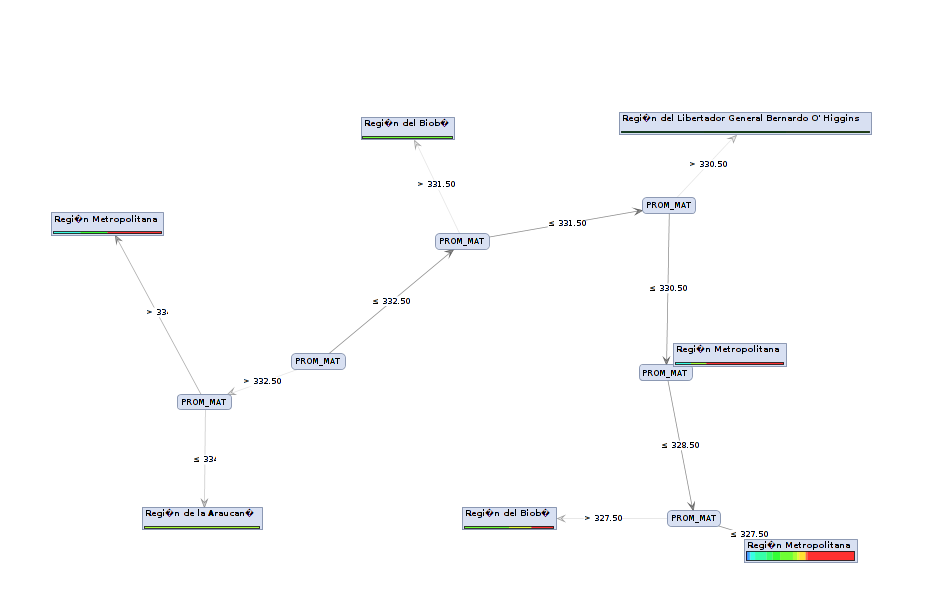 Regi�n del Libertador General Bernardo O' Higgins
Regi�n del Biob�
> 330.50
> 331.50
PROM_MAT
Regi�n Metropolitana
≤ 331.50
PROM_MAT
≤ 330.50
≤ 332.50
> 33
Regi�n Metropolitana
PROM_MAT
PROM_MAT
> 332.50
PROM_MAT
≤ 328.50
≤ 334
Regi�n de la Araucan�
Regi�n del Biob�
> 327.50
PROM_MAT
≤ 327.50
Regi�n Metropolitana